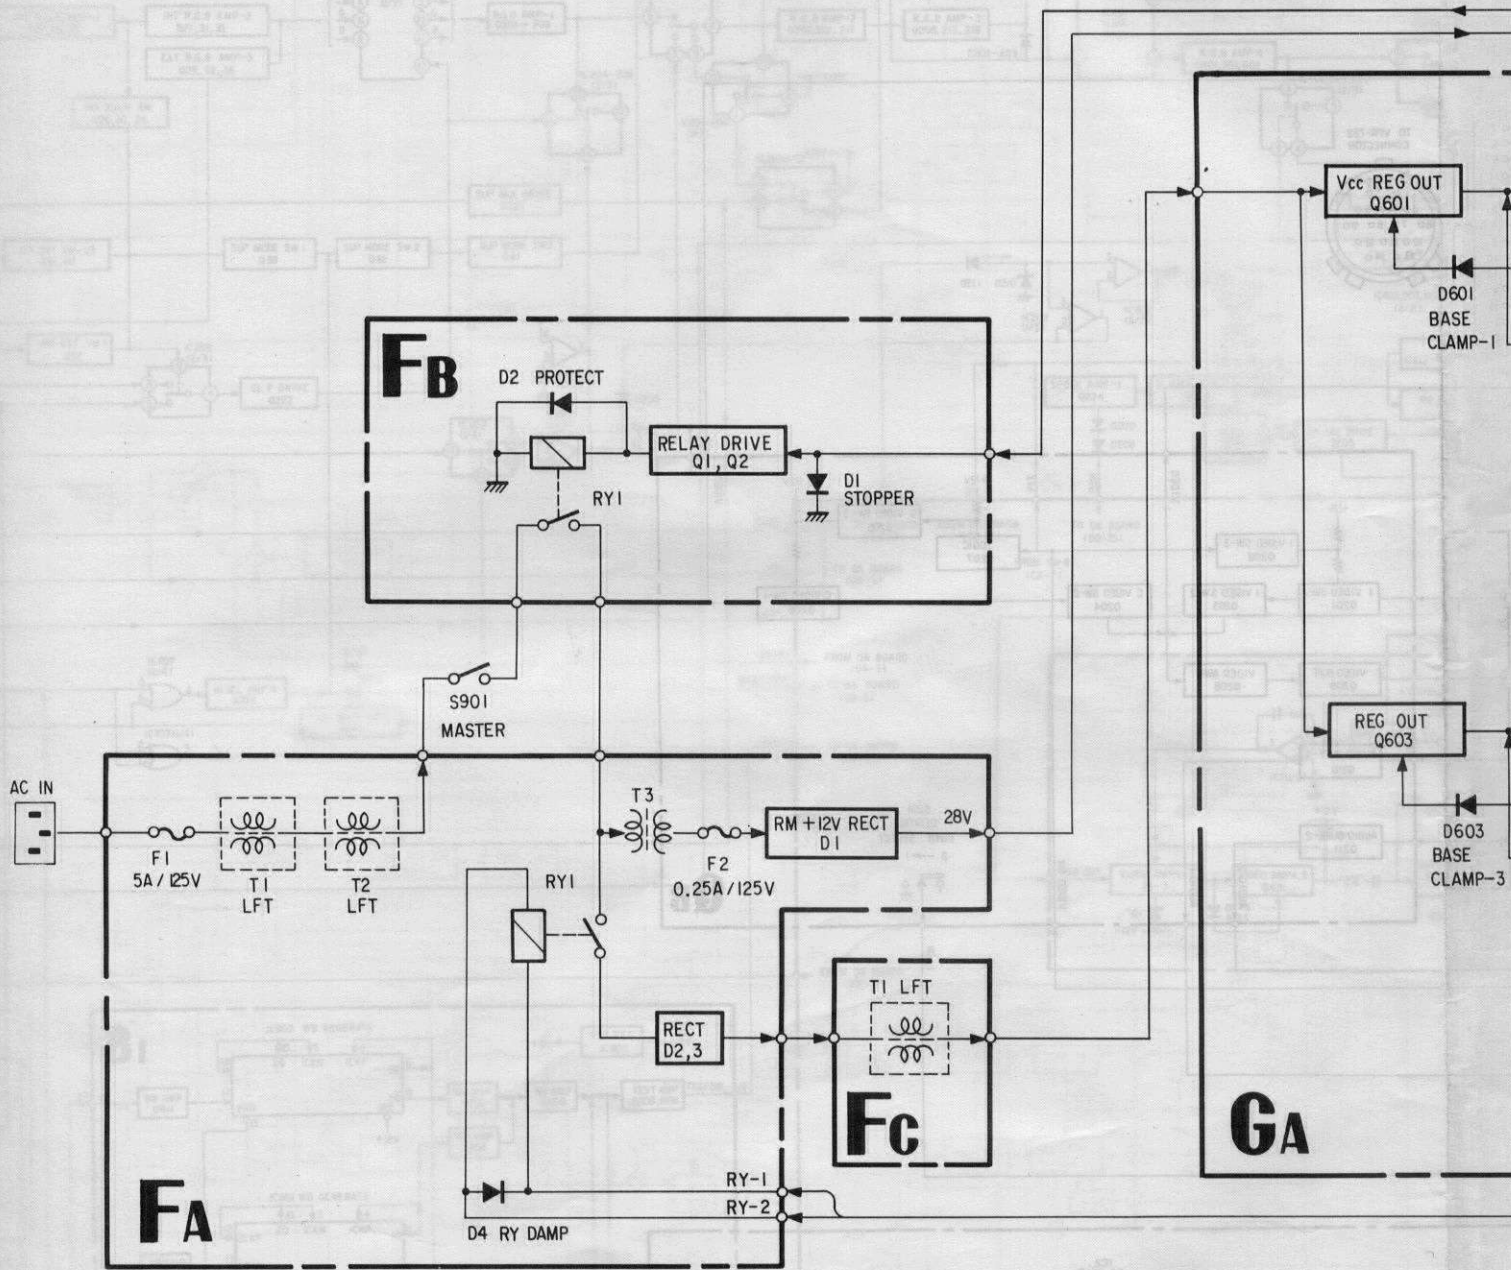 Vcc REG OUT
Q601
D601
BASE
CLAMP-1
FB
D2 PROTECT
RELAY DRIVE
Q1, Q2
D1
STOPPER
RY1
S901
MASTER
REG OUT
Q603
D603
BASE
CLAMP-3
AC IN
F1
5A/125V
T1
LFT
T2
LFT
T3
F2
0.25A/125V
RM +12V RECT
D1
28V
RY1
RECT
D2,3
T1 LFT
FC
GA
RY-1
RY-2
D4 RY DAMP
FA